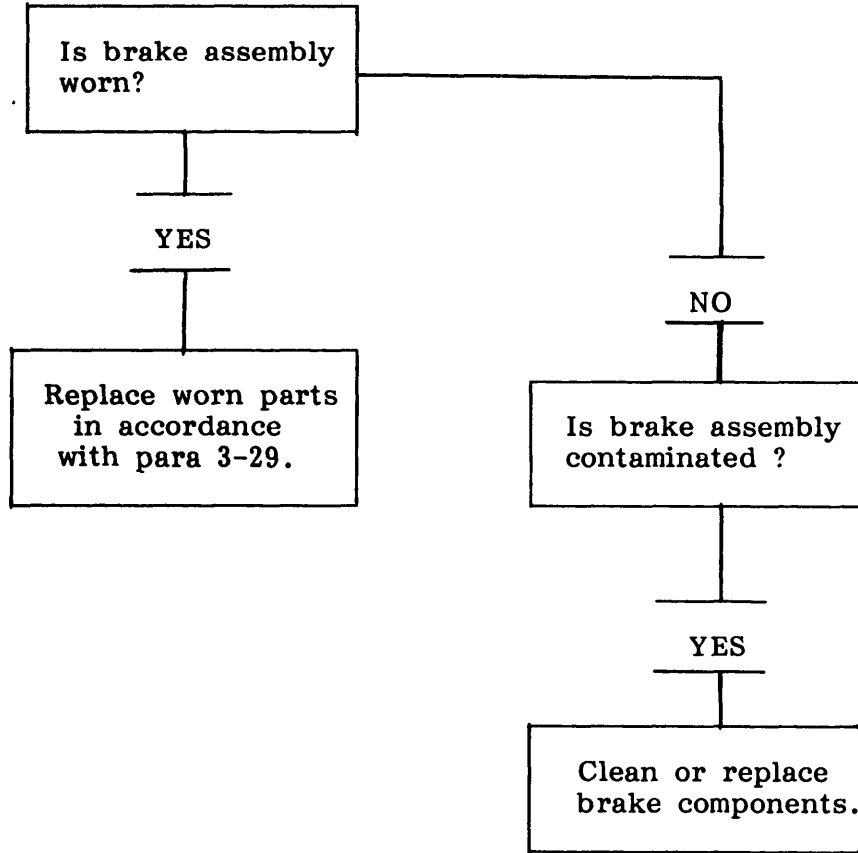 Is brake assembly
worn?
YES
NO
Replace worn parts
in accordance
with para 3-29.
Is brake assembly
contaminated ?
YES
Clean or replace
brake components.